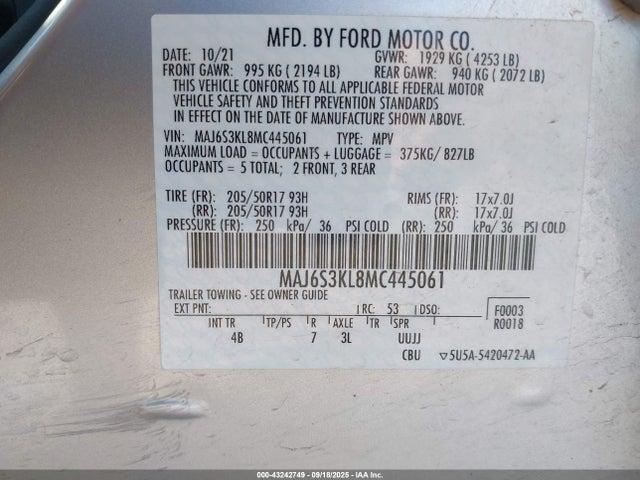 MFD. BY FORD MOTOR CO.
DATE: 10/21 GVWR: 1929 KG ( 4253 LB)
FRONT GAWR: 995 KG ( 2194 LB) REAR GAWR: 940 KG ( 2072 LB)
THIS VEHICLE CONFORMS TO ALL APPLICABLE FEDERAL MOTOR
VEHICLE SAFETY AND THEFT PREVENTION STANDARDS
IN EFFECT ON THE DATE OF MANUFACTURE SHOWN ABOVE.
VIN: MAJ6S3KL8MC445061 TYPE: MPV
MAXIMUM LOAD = OCCUPANTS + LUGGAGE = 375KG/ 827LB
OCCUPANTS = 5 TOTAL; 2 FRONT, 3 REAR
TIRE (FR): 205/50R17 93H RIMS (FR): 17x7.0J
(RR): 205/50R17 93H (RR): 17x7.0J
PRESSURE (FR): 250 kPa/ 36 PSI COLD (RR): 250 kPa/ 36 PSI COLD
MAJ6S3KL8MC445061
TRAILER TOWING - SEE OWNER GUIDE
EXT PNT: RC: 53 DSO: F0003
R0018
INT TR TP/PS R AXLE TR SPR
4B 7 3L UUJJ
CBU ▽5U5A-5420472-AA
000-43242749 - 09/18/2025 - IAA Inc.